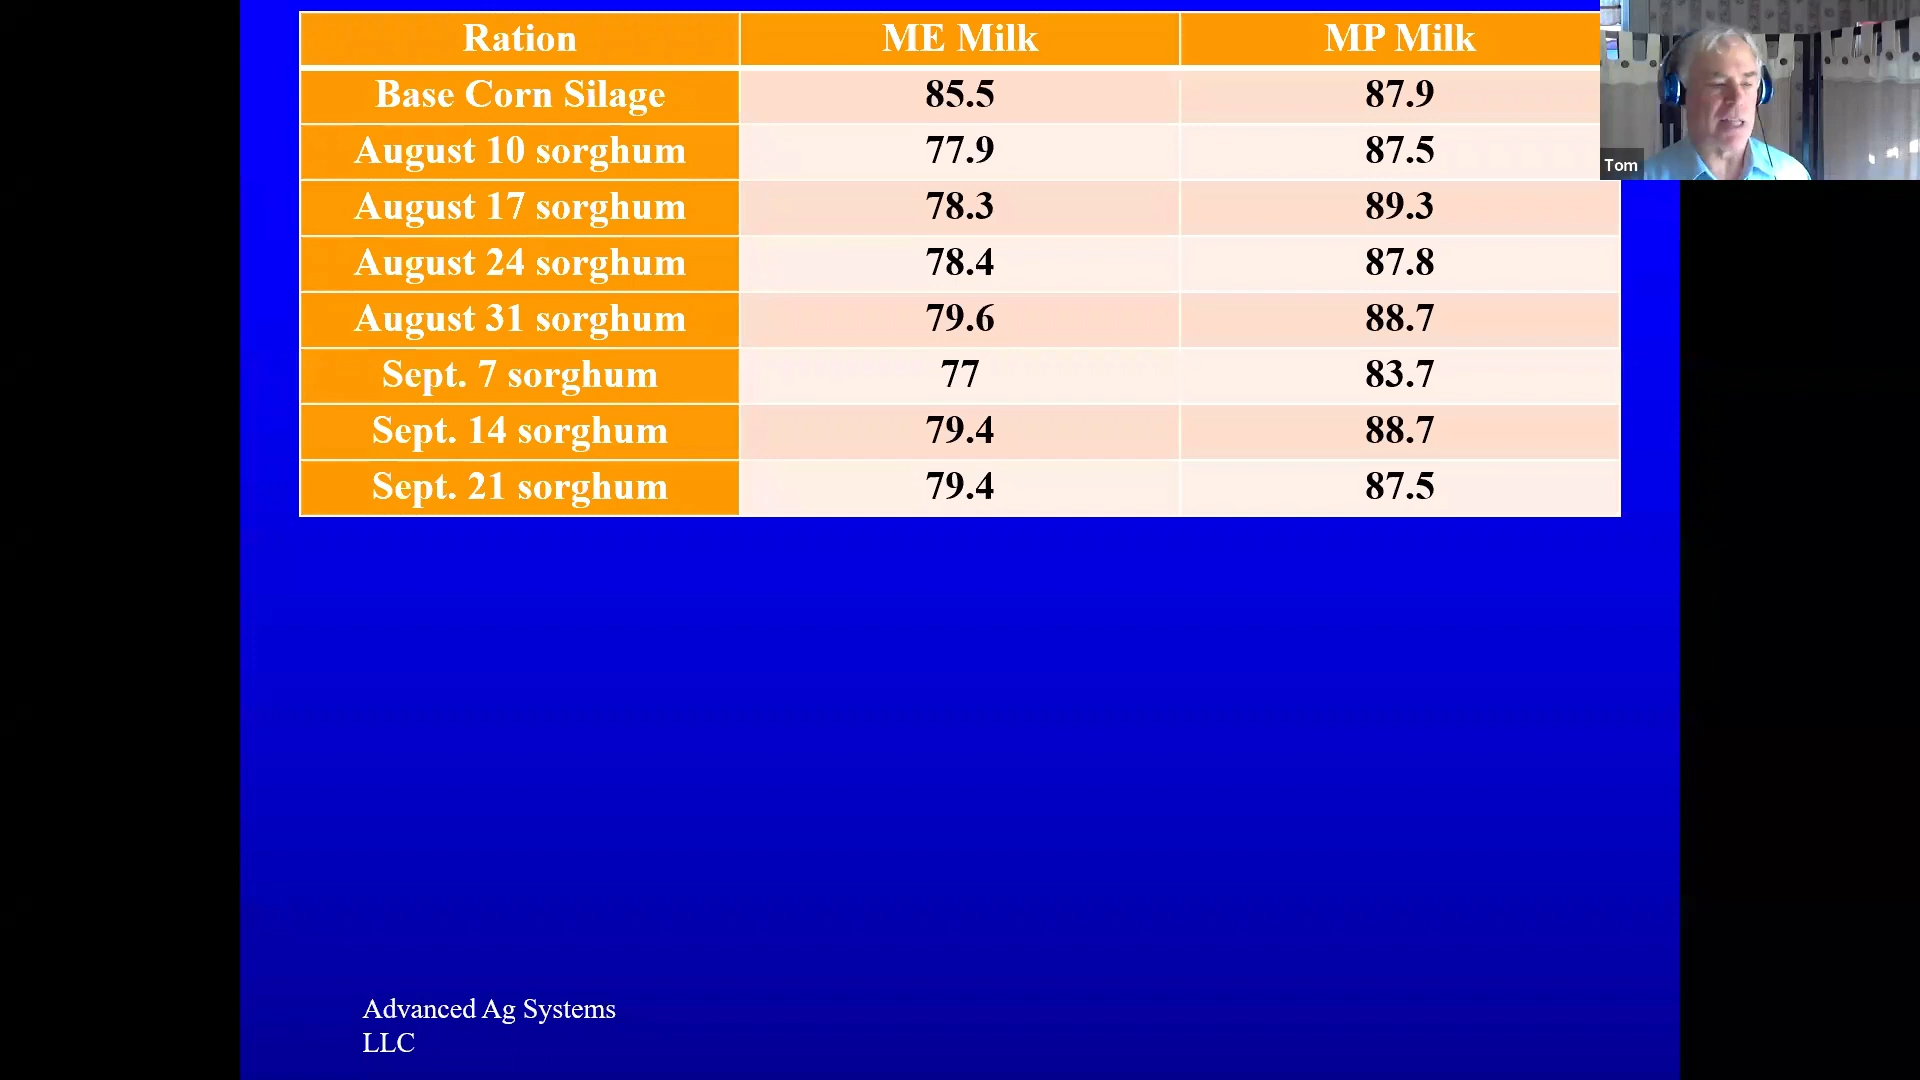 Ration ME Milk MP Milk
Base Corn Silage 85.5 87.9
August 10 sorghum 77.9 87.5
Tom
August 17 sorghum 78.3 89.3
August 24 sorghum 78.4 87.8
August 31 sorghum 79.6 88.7
Sept. 7 sorghum 77 83.7
Sept. 14 sorghum 79.4 88.7
Sept. 21 sorghum 79.4 87.5
Advanced Ag Systems
LLC